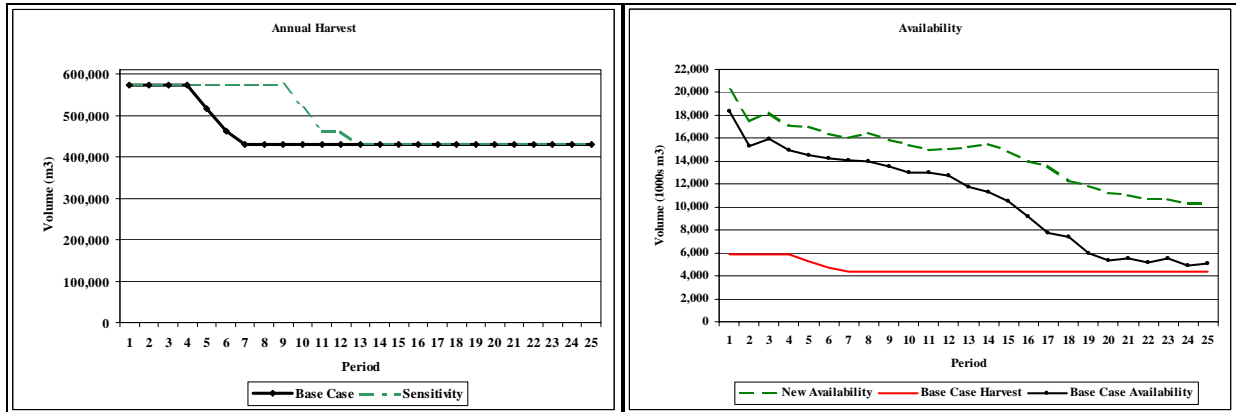 Annual Harvest
Volume (m3)
600,000
500,000
400,000
300,000
200,000
100,000
0
1 2 3 4 5 6 7 8 9 10 11 12 13 14 15 16 17 18 19 20 21 22 23 24 25
Period
Base Case Sensitivity
Availability
Volume (1000s m3)
22,000
20,000
18,000
16,000
14,000
12,000
10,000
8,000
6,000
4,000
2,000
0
1 2 3 4 5 6 7 8 9 10 11 12 13 14 15 16 17 18 19 20 21 22 23 24 25
Period
New Availability Base Case Harvest Base Case Availability